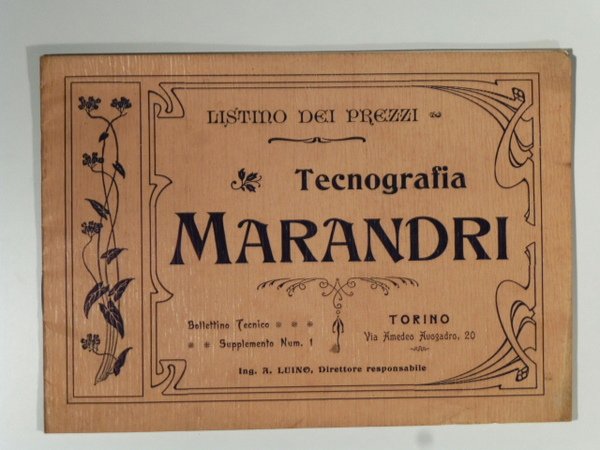 LISTINO DEI PREZZI
Tecnografia
MARANDRI
Bollettino Tecnico
Supplemento Num. 1
TORINO
Via Amedeo Avogadro, 20
Ing. A. LUINO, Direttore responsabile